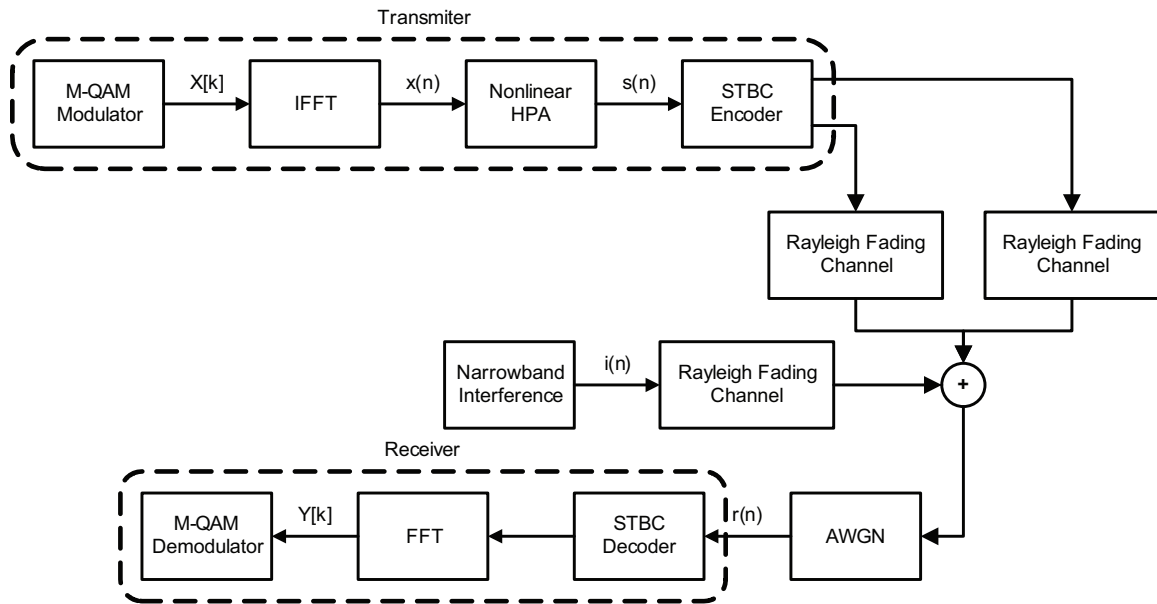 Transmiter
M-QAM
Modulator
X[k]
IFFT
x(n)
Nonlinear
HPA
s(n)
STBC
Encoder
Rayleigh Fading
Channel
Rayleigh Fading
Channel
Narrowband
Interference
i(n)
Rayleigh Fading
Channel
+
Receiver
M-QAM
Demodulator
Y[k]
FFT
STBC
Decoder
r(n)
AWGN